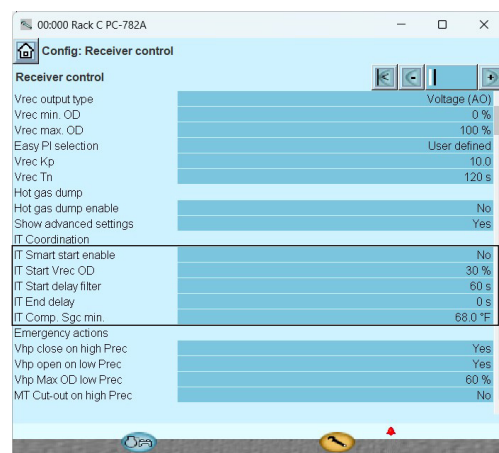 00:000 Rack C PC-782A
Config: Receiver control
Receiver control
Vrec output type Voltage (AO)
Vrec min. OD 0 %
Vrec max. OD 100 %
Easy PI selection User defined
Vrec Kp 10.0
Vrec Tn 120 s
Hot gas dump
Hot gas dump enable No
Show advanced settings Yes
IT Coordination
IT Smart start enable No
IT Start Vrec OD 30 %
IT Start delay filter 60 s
IT End delay 0 s
IT Comp. Sgc min. 68.0 °F
Emergency actions
Vhp close on high Prec Yes
Vhp open on low Prec Yes
Vhp Max OD low Prec 60 %
MT Cut-out on high Prec No